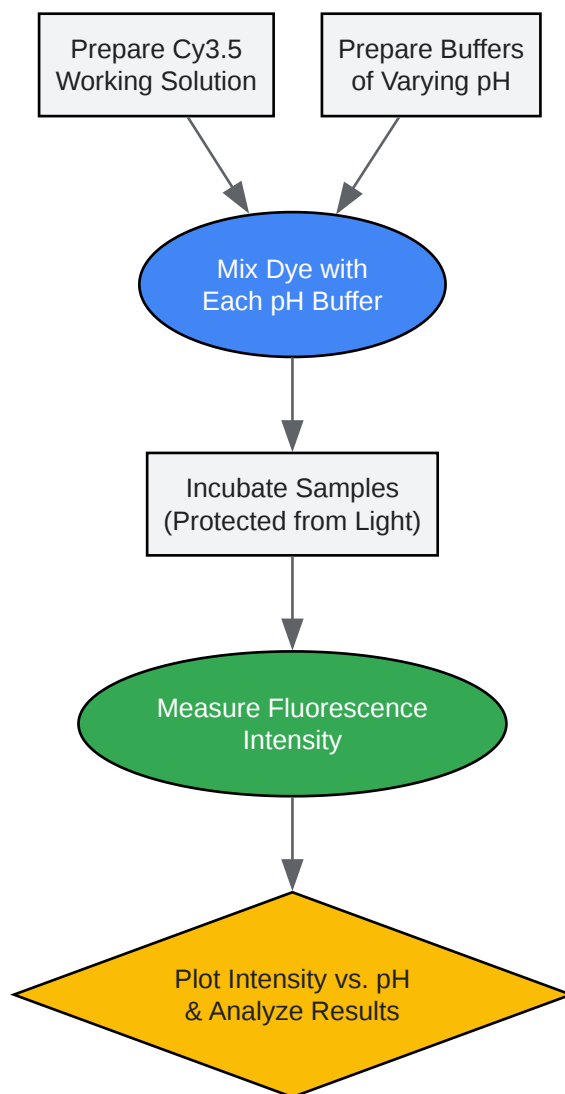 Prepare Cy3.5
Working Solution
Prepare Buffers
of Varying pH
Mix Dye with
Each pH Buffer
Incubate Samples
(Protected from Light)
Measure Fluorescence
Intensity
Plot Intensity vs. pH
& Analyze Results